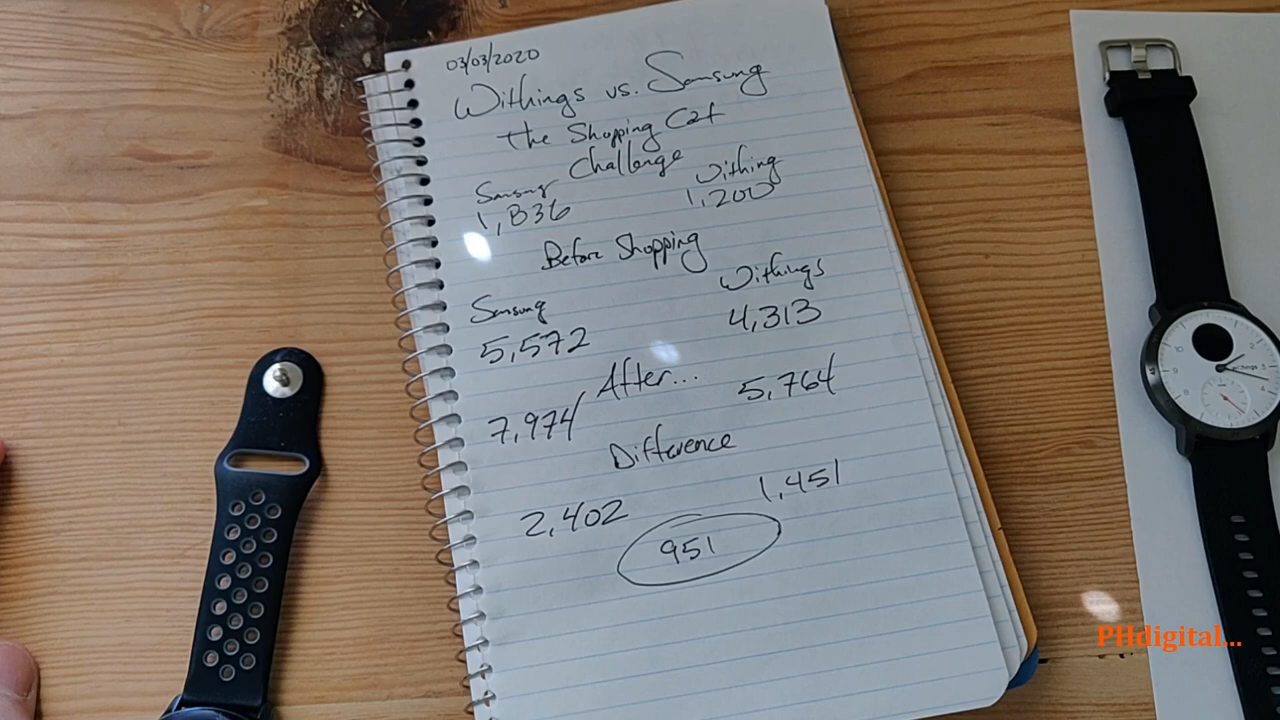 03/03/2020
Withings vs. Samsung
the Shopping Cat
Challenge
Samsung Withing
1,836 1,200
Before Shopping
Samsung Withings
5,572 4,313
After...
7,974 5,764
Difference
2,402 1,451
951
PHdigital...